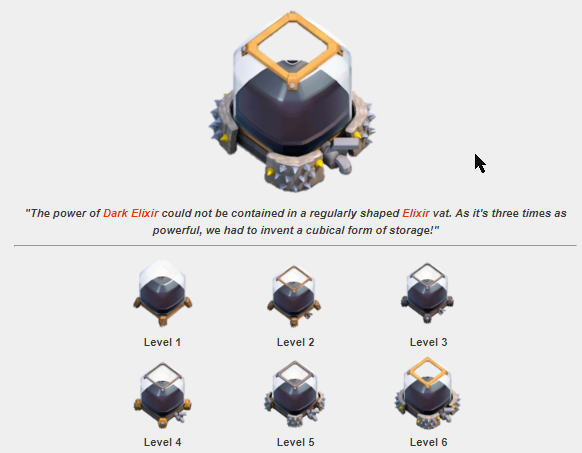 "The power of Dark Elixir could not be contained in a regularly shaped Elixir vat. As it's three times as
powerful, we had to invent a cubical form of storage!"
Level 1 Level 2 Level 3
Level 4 Level 5 Level 6